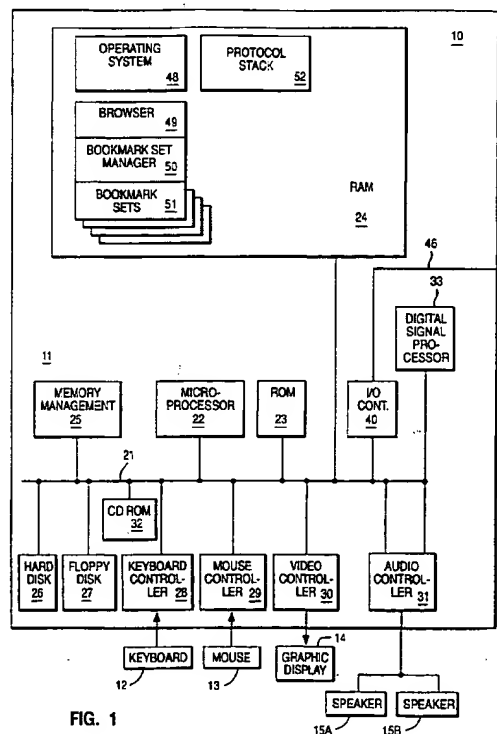 10
OPERATING
SYSTEM
48
PROTOCOL
STACK
52
BROWSER
49
BOOKMARK SET
MANAGER
50
BOOKMARK
SETS
51
RAM
24
46
33
DIGITAL
SIGNAL PRO-
CESSOR
11
MEMORY
MANAGEMENT
25
MICRO-
PROCESSOR
22
ROM
23
I/O
CONT.
40
21
CD ROM
32
HARD
DISK
26
FLOPPY
DISK
27
KEYBOARD
CONTROL-
LER 28
MOUSE
CONTROL-
LER 29
VIDEO
CONTROL-
LER 30
AUDIO
CONTROL-
LER 31
KEYBOARD
12
MOUSE
13
14
GRAPHIC
DISPLAY
SPEAKER
15A
SPEAKER
15B
FIG. 1